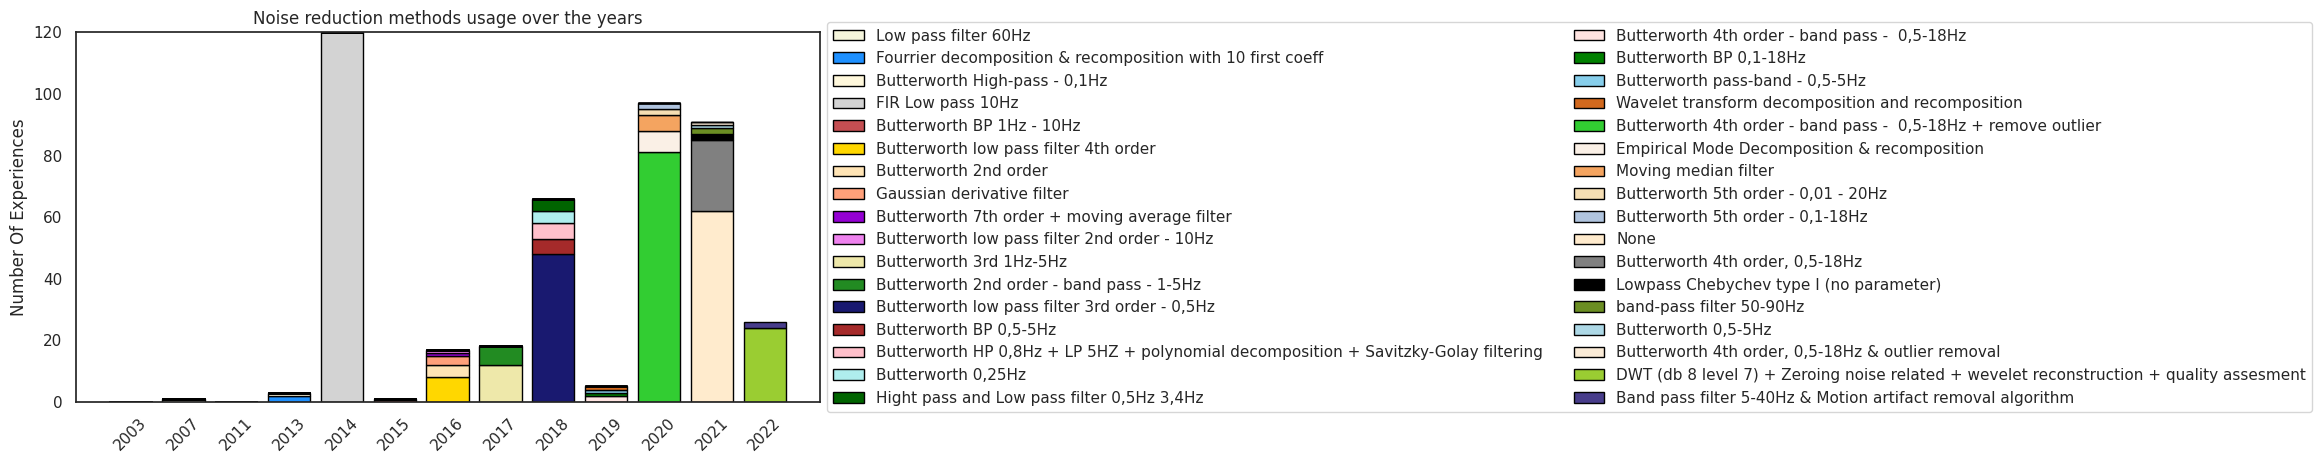 Noise reduction methods usage over the years
Number Of Experiences
120
100
80
60
40
20
0
2003
2007
2011
2013
2014
2015
2016
2017
2018
2019
2020
2021
2022
Low pass filter 60Hz
Fourrier decomposition & recomposition with 10 first coeff
Butterworth High-pass - 0,1Hz
FIR Low pass 10Hz
Butterworth BP 1Hz - 10Hz
Butterworth low pass filter 4th order
Butterworth 2nd order
Gaussian derivative filter
Butterworth 7th order + moving average filter
Butterworth low pass filter 2nd order - 10Hz
Butterworth 3rd 1Hz-5Hz
Butterworth 2nd order - band pass - 1-5Hz
Butterworth low pass filter 3rd order - 0,5Hz
Butterworth BP 0,5-5Hz
Butterworth HP 0,8Hz + LP 5HZ + polynomial decomposition + Savitzky-Golay filtering
Butterworth 0,25Hz
Hight pass and Low pass filter 0,5Hz 3,4Hz
Butterworth 4th order - band pass -  0,5-18Hz
Butterworth BP 0,1-18Hz
Butterworth pass-band - 0,5-5Hz
Wavelet transform decomposition and recomposition
Butterworth 4th order - band pass -  0,5-18Hz + remove outlier
Empirical Mode Decomposition & recomposition
Moving median filter
Butterworth 5th order - 0,01 - 20Hz
Butterworth 5th order - 0,1-18Hz
None
Butterworth 4th order, 0,5-18Hz
Lowpass Chebychev type I (no parameter)
band-pass filter 50-90Hz
Butterworth 0,5-5Hz
Butterworth 4th order, 0,5-18Hz & outlier removal
DWT (db 8 level 7) + Zeroing noise related + wevelet reconstruction + quality assesment
Band pass filter 5-40Hz & Motion artifact removal algorithm